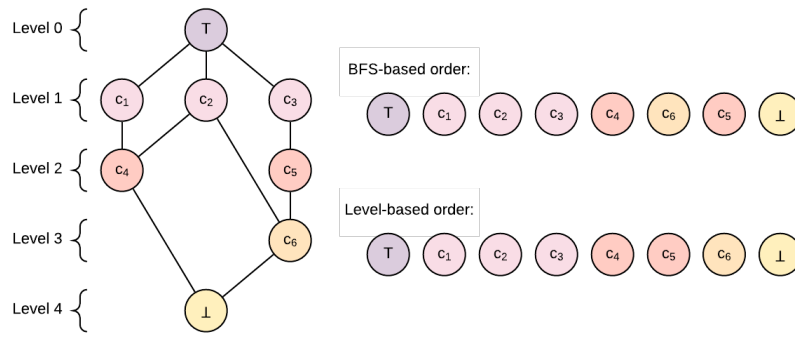 Level 0
Level 1
Level 2
Level 3
Level 4
T
c₁ c₂ c₃
c₄ c₅
c₆
⊥
BFS-based order:
T c₁ c₂ c₃ c₄ c₆ c₅ ⊥
Level-based order:
T c₁ c₂ c₃ c₄ c₅ c₆ ⊥